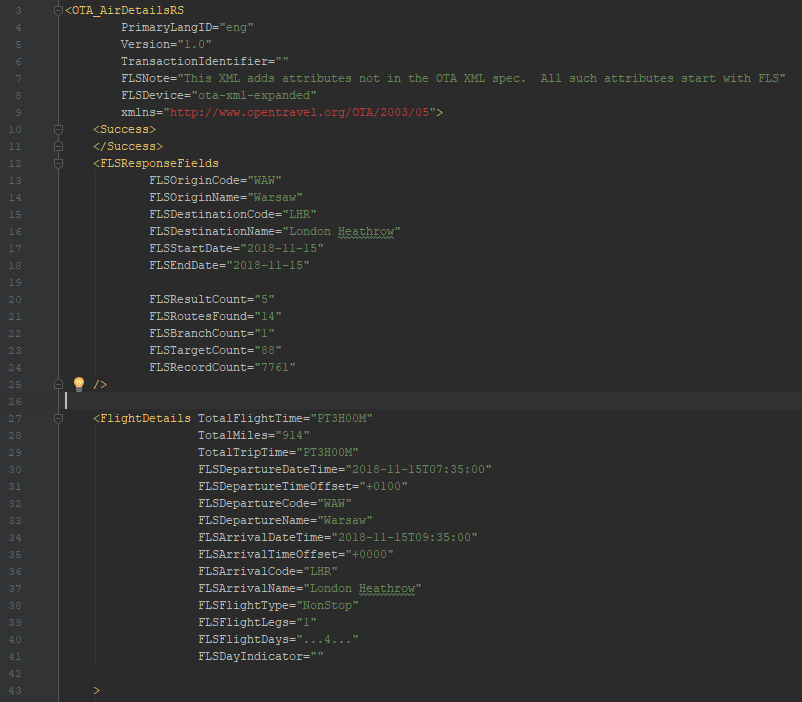 3 <OTA_AirDetailsRS
4 PrimaryLangID="eng"
5 Version="1.0"
6 TransactionIdentifier=""
7 FLSNote="This XML adds attributes not in the OTA XML spec.  All such attributes start with FLS"
8 FLSDevice="ota-xml-expanded"
9 xmlns="http://www.opentravel.org/OTA/2003/05">
10 <Success>
11 </Success>
12 <FLSResponseFields
13 FLSOriginCode="WAW"
14 FLSOriginName="Warsaw"
15 FLSDestinationCode="LHR"
16 FLSDestinationName="London Heathrow"
17 FLSStartDate="2018-11-15"
18 FLSEndDate="2018-11-15"
19
20 FLSResultCount="5"
21 FLSRoutesFound="14"
22 FLSBranchCount="1"
23 FLSTargetCount="88"
24 FLSRecordCount="7761"
25 />
26
27 <FlightDetails TotalFlightTime="PT3H00M"
28 TotalMiles="914"
29 TotalTripTime="PT3H00M"
30 FLSDepartureDateTime="2018-11-15T07:35:00"
31 FLSDepartureTimeOffset="+0100"
32 FLSDepartureCode="WAW"
33 FLSDepartureName="Warsaw"
34 FLSArrivalDateTime="2018-11-15T09:35:00"
35 FLSArrivalTimeOffset="+0000"
36 FLSArrivalCode="LHR"
37 FLSArrivalName="London Heathrow"
38 FLSFlightType="NonStop"
39 FLSFlightLegs="1"
40 FLSFlightDays="...4..."
41 FLSDayIndicator=""
42
43 >